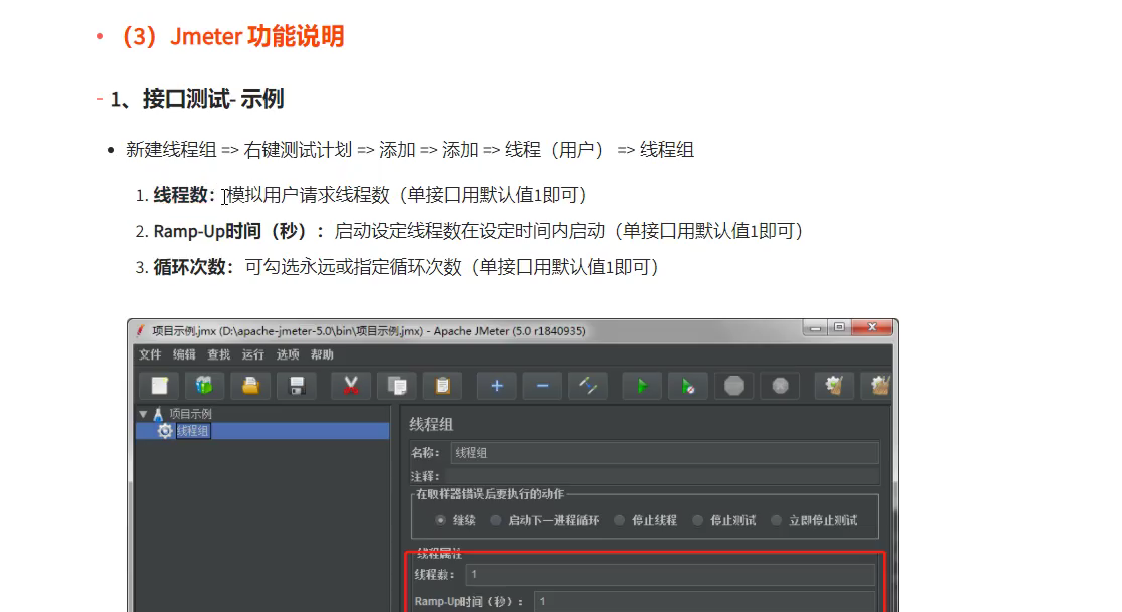 （3）Jmeter 功能说明
1、接口测试- 示例
新建线程组 => 右键测试计划 => 添加 => 添加 => 线程（用户） => 线程组
1. 线程数：模拟用户请求线程数（单接口用默认值1即可）
2. Ramp-Up时间（秒）：启动设定线程数在设定时间内启动（单接口用默认值1即可）
3. 循环次数：可勾选永远或指定循环次数（单接口用默认值1即可）
项目示例.jmx (D:\apache-jmeter-5.0\bin\项目示例.jmx) - Apache JMeter (5.0 r1840935)
文件 编辑 查找 运行 选项 帮助
项目示例
线程组
线程组
名称： 线程组
注释：
在取样器错误后要执行的动作
继续 启动下一进程循环 停止线程 停止测试 立即停止测试
线程属性
线程数： 1
Ramp-Up时间（秒）： 1